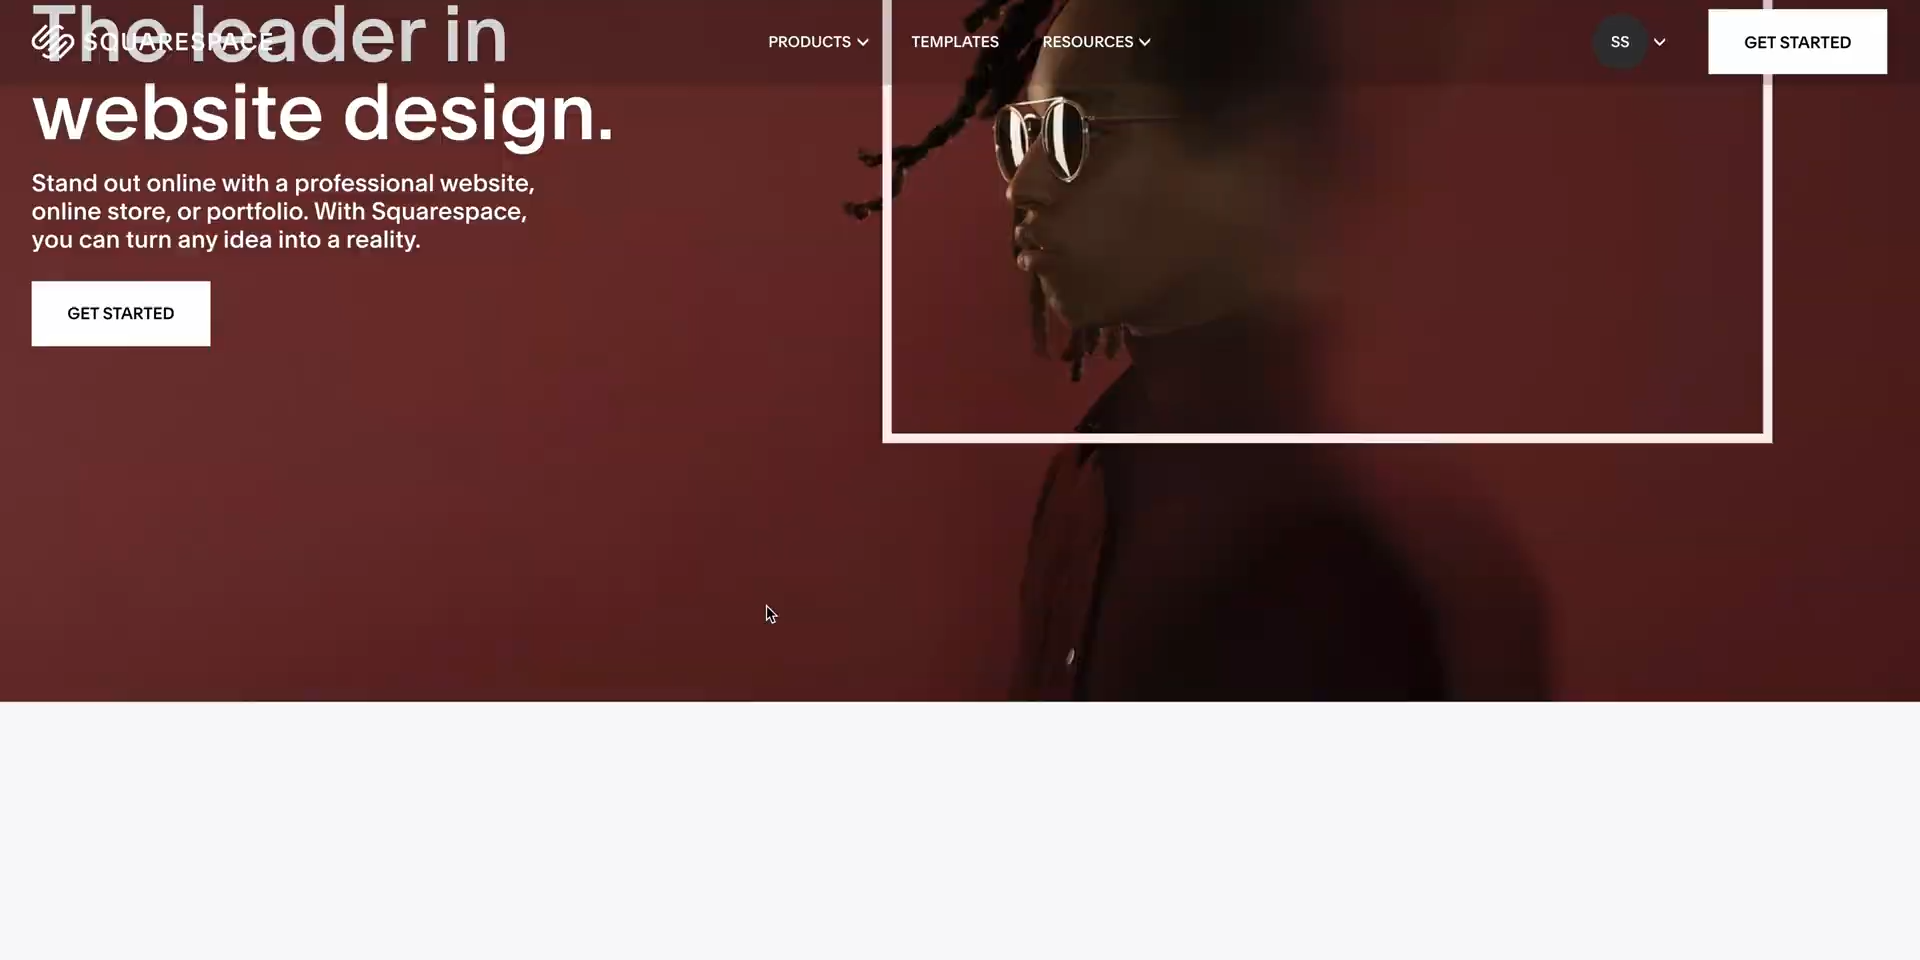 The leader in
SQUARESPACE
PRODUCTS
TEMPLATES
RESOURCES
SS
GET STARTED
website design.
Stand out online with a professional website,
online store, or portfolio. With Squarespace,
you can turn any idea into a reality.
GET STARTED